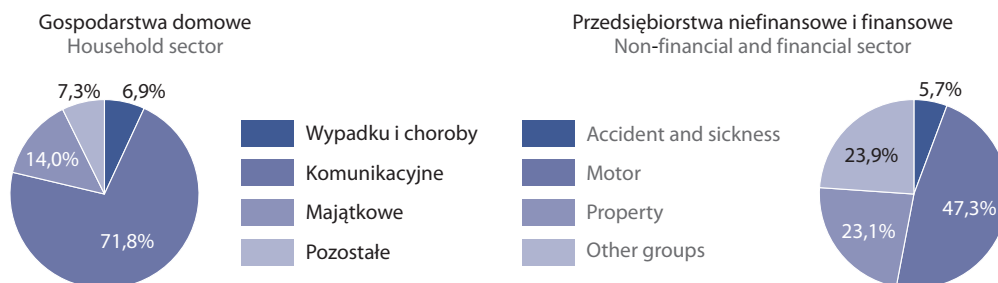 Gospodarstwa domowe
Household sector
7,3%
6,9%
14,0%
71,8%
Wypadku i choroby
Komunikacyjne
Majątkowe
Pozostałe
Accident and sickness
Motor
Property
Other groups
Przedsiębiorstwa niefinansowe i finansowe
Non-financial and financial sector
5,7%
23,9%
47,3%
23,1%